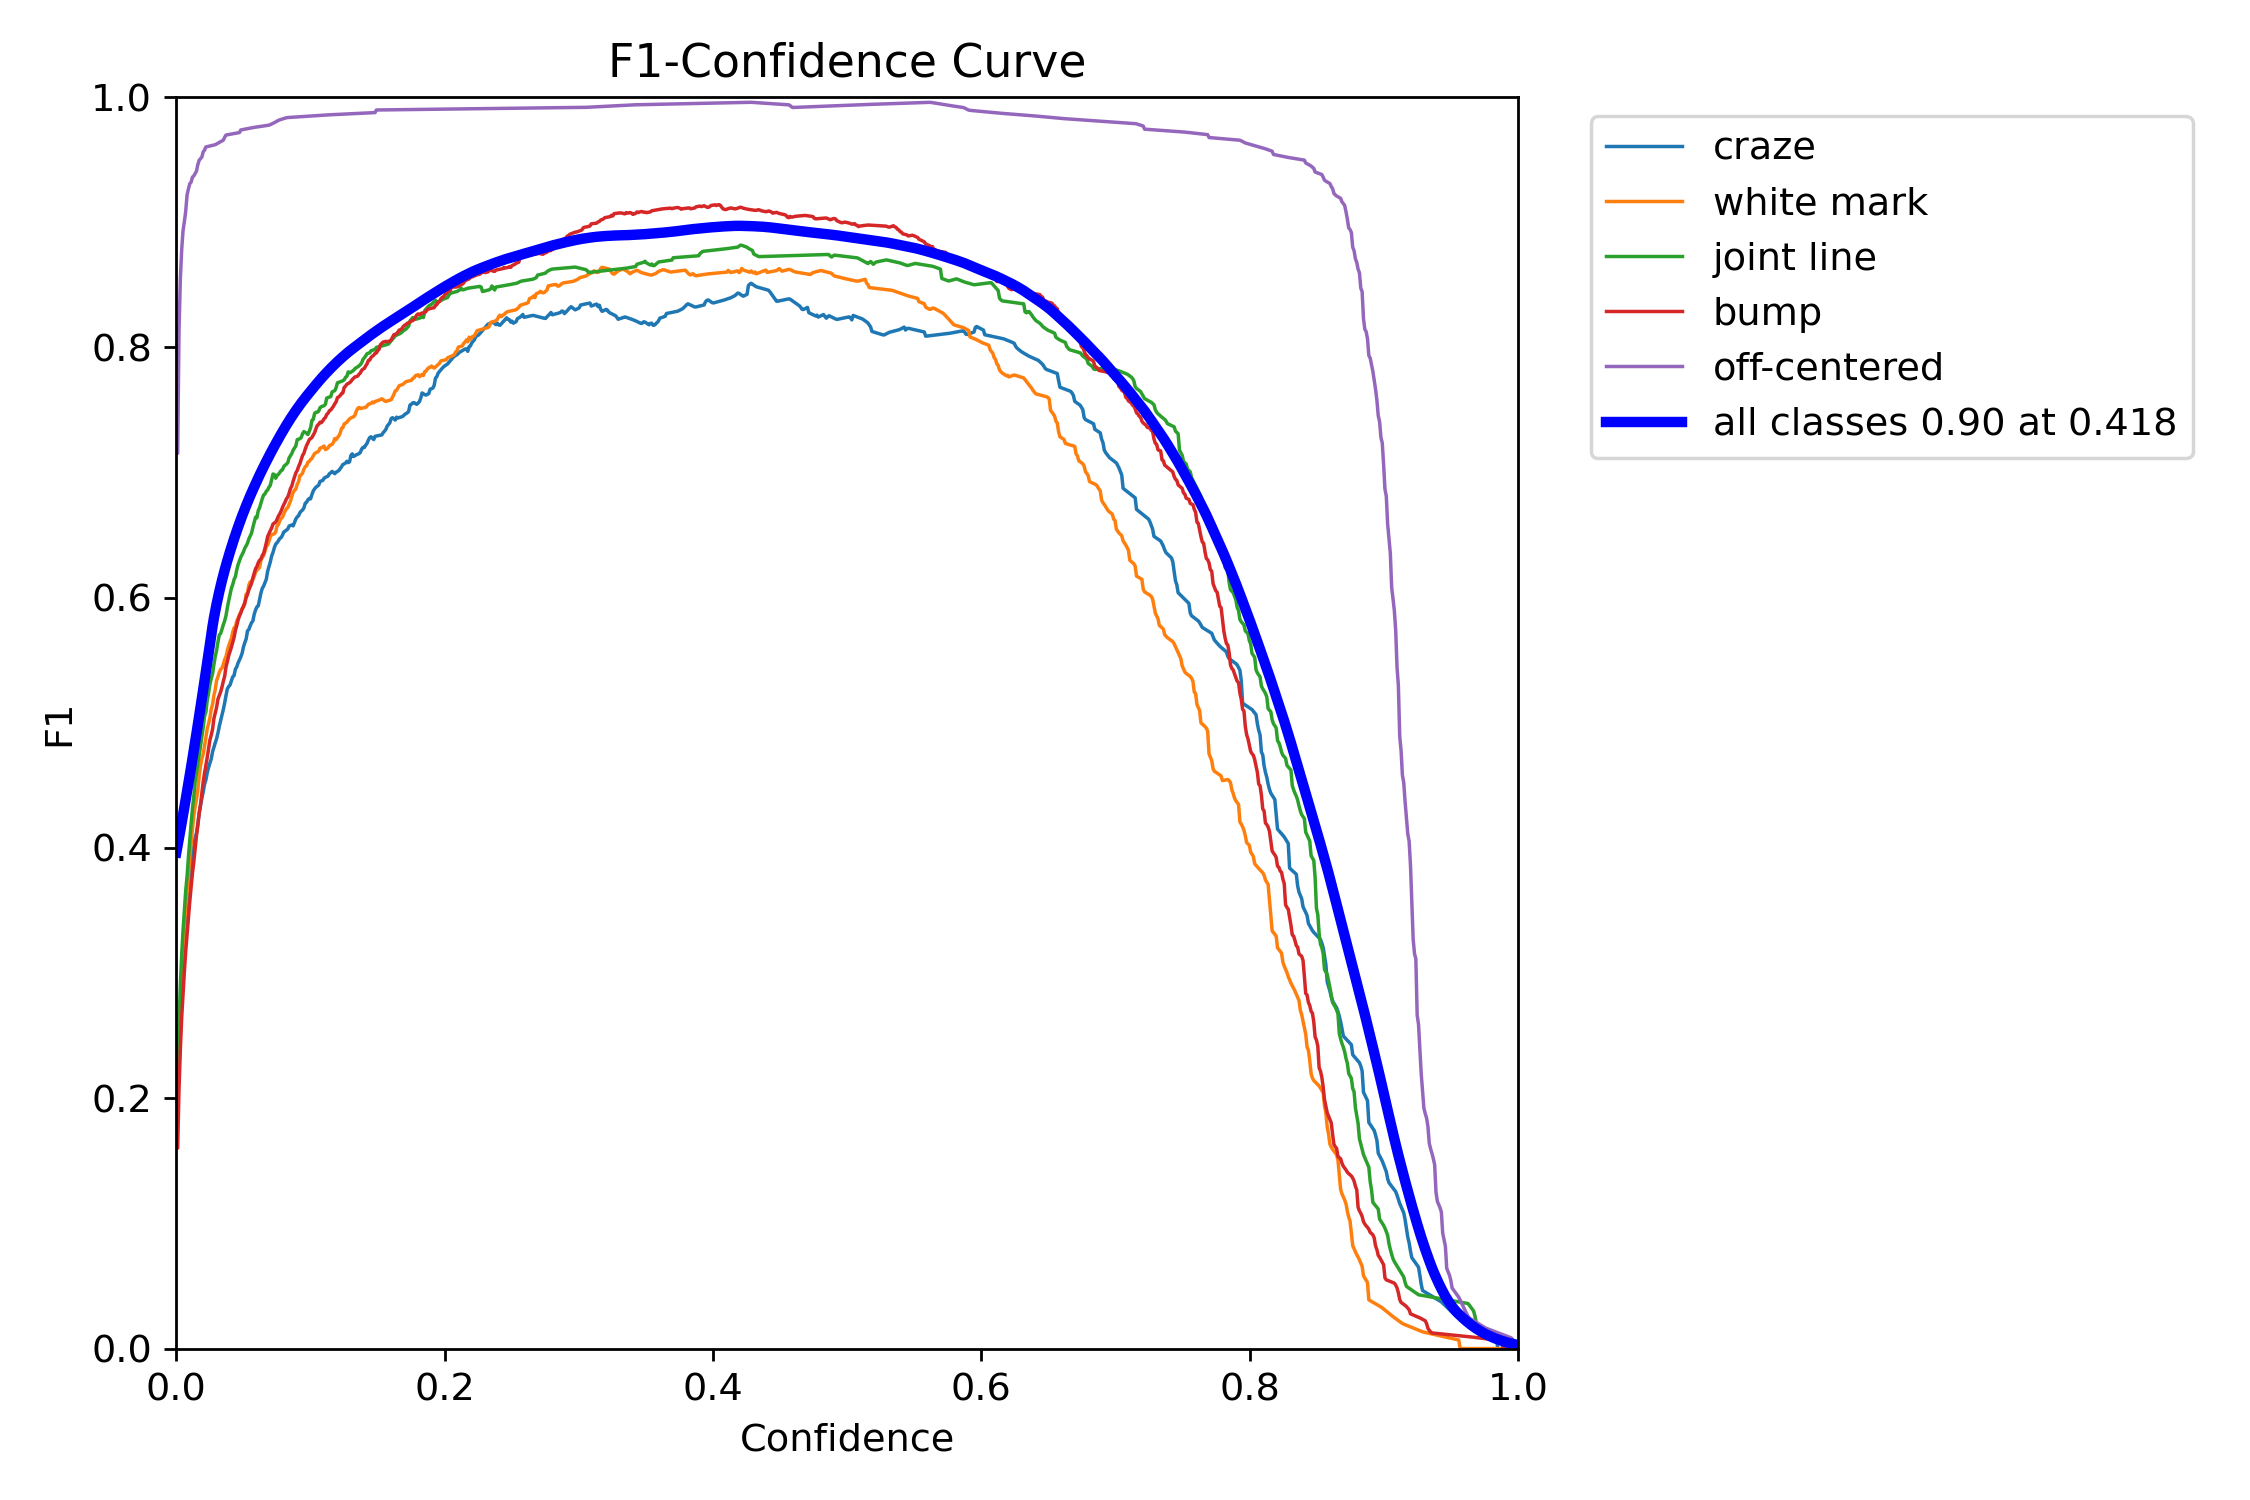 F1-Confidence Curve
1.0
0.8
0.6
0.4
0.2
0.0
F1
0.0 0.2 0.4 0.6 0.8 1.0
Confidence
craze
white mark
joint line
bump
off-centered
all classes 0.90 at 0.418